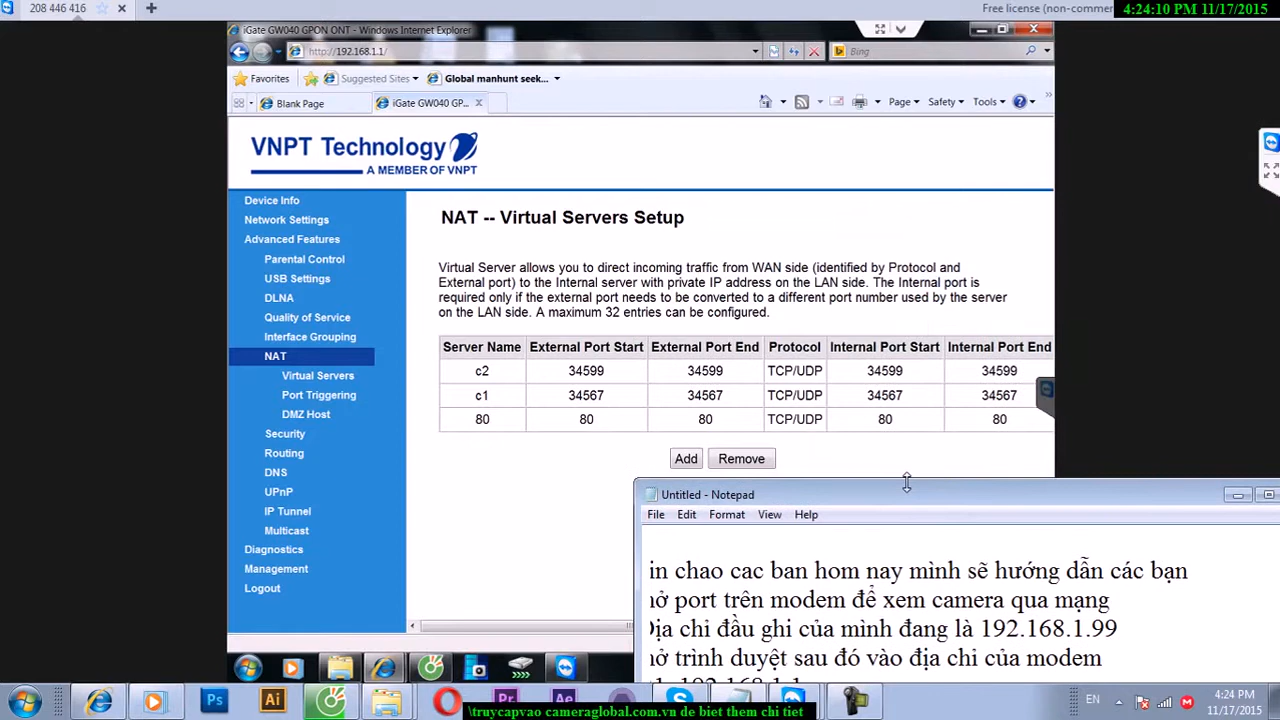 208 446 416
Free license (non-commer
4:24:10 PM 11/17/2015
iGate GW040 GPON ONT - Windows Internet Explorer
http://192.168.1.1/
Bing
Favorites
Suggested Sites
Global manhunt seek...
Blank Page
iGate GW040 GP...
Page
Safety
Tools
VNPT Technology
A MEMBER OF VNPT
Device Info
Network Settings
Advanced Features
Parental Control
USB Settings
DLNA
Quality of Service
Interface Grouping
NAT
Virtual Servers
Port Triggering
DMZ Host
Security
Routing
DNS
UPnP
IP Tunnel
Multicast
Diagnostics
Management
Logout
NAT -- Virtual Servers Setup
Virtual Server allows you to direct incoming traffic from WAN side (identified by Protocol and
External port) to the Internal server with private IP address on the LAN side. The Internal port is
required only if the external port needs to be converted to a different port number used by the server
on the LAN side. A maximum 32 entries can be configured.
Server Name External Port Start External Port End Protocol Internal Port Start Internal Port End
c2 34599 34599 TCP/UDP 34599 34599
c1 34567 34567 TCP/UDP 34567 34567
80 80 80 TCP/UDP 80 80
Add Remove
Untitled - Notepad
File Edit Format View Help
in chao cac ban hom nay mình sẽ hướng dẫn các bạn
ở port trên modem để xem camera qua mạng
ịa chỉ đầu ghi của mình đang là 192.168.1.99
ở trình duyệt sau đó vào địa chỉ của modem
Ps
Ai
Pr
Ae
EN
4:24 PM
11/17/2015
\truycapvao cameraglobal.com.vn de biet them chi tiet